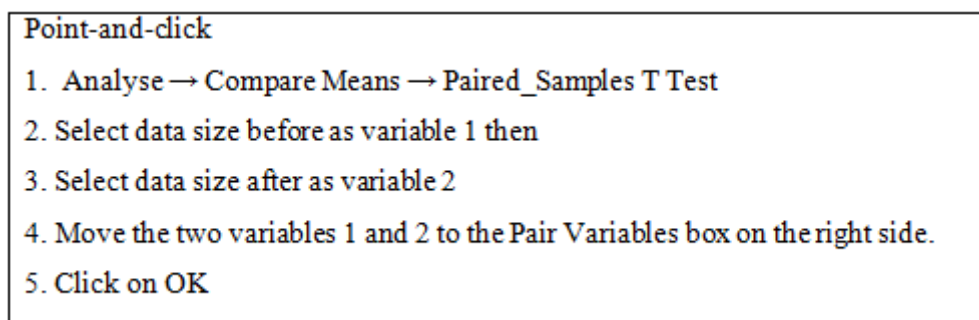 Point-and-click
1. Analyse → Compare Means → Paired_Samples T Test
2. Select data size before as variable 1 then
3. Select data size after as variable 2
4. Move the two variables 1 and 2 to the Pair Variables box on the right side.
5. Click on OK